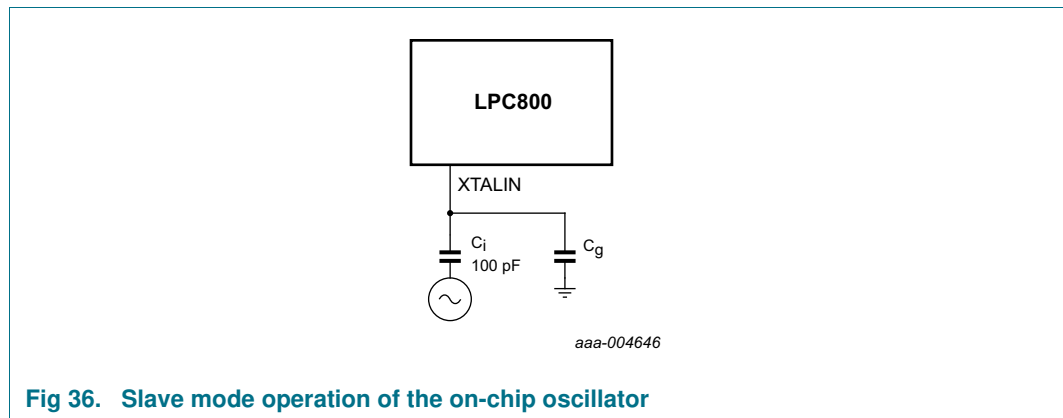 LPC800
XTALIN
Ci
100 pF
Cg
aaa-004646
Fig 36. Slave mode operation of the on-chip oscillator